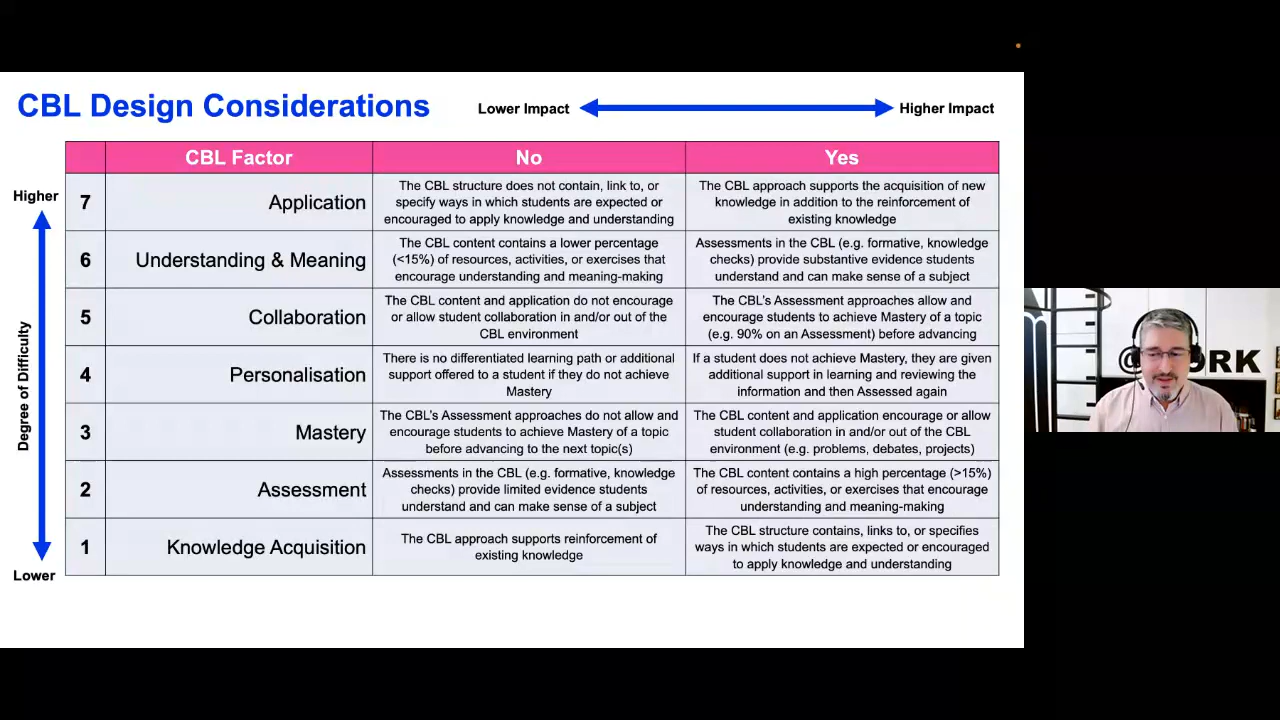 CBL Design Considerations
Lower Impact
Higher Impact
CBL Factor
No
Yes
Higher
Degree of Difficulty
Lower
7
Application
The CBL structure does not contain, link to, or
specify ways in which students are expected or
encouraged to apply knowledge and understanding
The CBL approach supports the acquisition of new
knowledge in addition to the reinforcement of
existing knowledge
6
Understanding & Meaning
The CBL content contains a lower percentage
(<15%) of resources, activities, or exercises that
encourage understanding and meaning-making
Assessments in the CBL (e.g. formative, knowledge
checks) provide substantive evidence students
understand and can make sense of a subject
5
Collaboration
The CBL content and application do not encourage
or allow student collaboration in and/or out of the
CBL environment
The CBL's Assessment approaches allow and
encourage students to achieve Mastery of a topic
(e.g. 90% on an Assessment) before advancing
4
Personalisation
There is no differentiated learning path or additional
support offered to a student if they do not achieve
Mastery
If a student does not achieve Mastery, they are given
additional support in learning and reviewing the
information and then Assessed again
3
Mastery
The CBL's Assessment approaches do not allow and
encourage students to achieve Mastery of a topic
before advancing to the next topic(s)
The CBL content and application encourage or allow
student collaboration in and/or out of the CBL
environment (e.g. problems, debates, projects)
2
Assessment
Assessments in the CBL (e.g. formative, knowledge
checks) provide limited evidence students
understand and can make sense of a subject
The CBL content contains a high percentage (>15%)
of resources, activities, or exercises that encourage
understanding and meaning-making
1
Knowledge Acquisition
The CBL approach supports reinforcement of
existing knowledge
The CBL structure contains, links to, or specifies
ways in which students are expected or encouraged
to apply knowledge and understanding